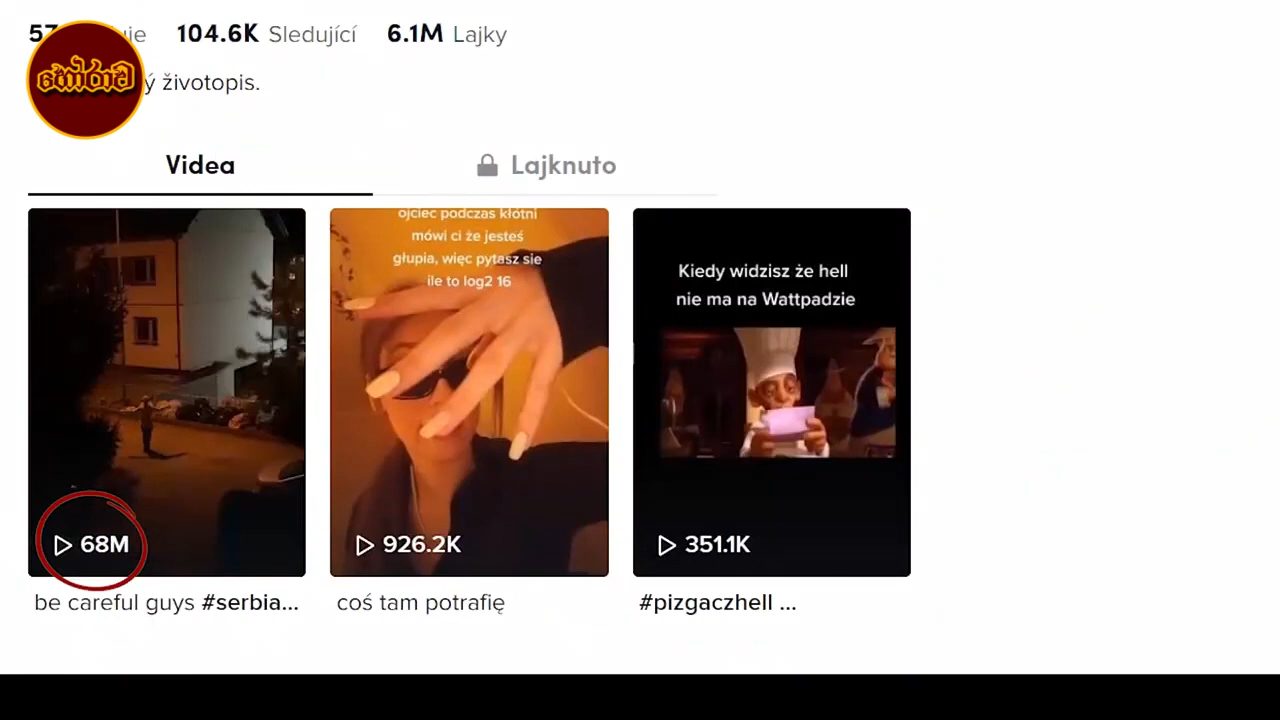 104.6K Sledující 6.1M Lajky
životopis.
Videa Lajknuto
ojciec podczas kłótni
mówi ci że jesteś
głupia, więc pytasz sie
ile to log2 16
Kiedy widzisz że hell
nie ma na Wattpadzie
68M 926.2K 351.1K
be careful guys #serbia... coś tam potrafię #pizgaczhell ...